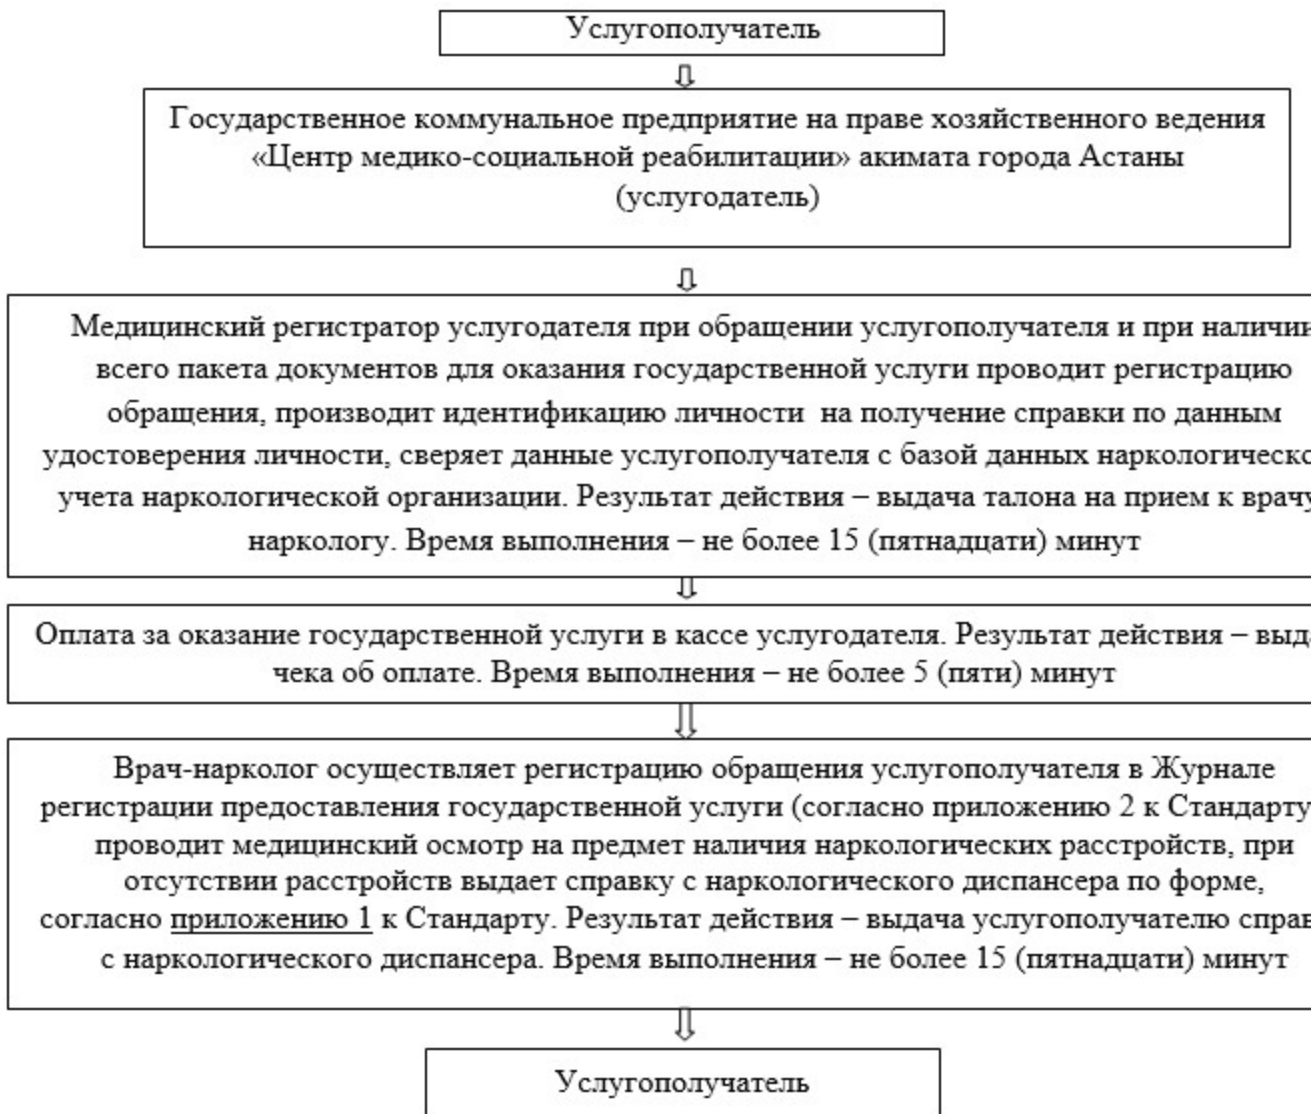 Услугополучатель
Государственное коммунальное предприятие на праве хозяйственного ведения
«Центр медико-социальной реабилитации» акимата города Астаны
(услугодатель)
Медицинский регистратор услугодателя при обращении услугополучателя и при наличии
всего пакета документов для оказания государственной услуги проводит регистрацию
обращения, производит идентификацию личности на получение справки по данным
удостоверения личности, сверяет данные услугополучателя с базой данных наркологическо
учета наркологической организации. Результат действия – выдача талона на прием к врачу
наркологу. Время выполнения – не более 15 (пятнадцати) минут
Оплата за оказание государственной услуги в кассе услугодателя. Результат действия – выда
чека об оплате. Время выполнения – не более 5 (пяти) минут
Врач-нарколог осуществляет регистрацию обращения услугополучателя в Журнале
регистрации предоставления государственной услуги (согласно приложению 2 к Стандарту
проводит медицинский осмотр на предмет наличия наркологических расстройств, при
отсутствии расстройств выдает справку с наркологического диспансера по форме,
согласно приложению 1 к Стандарту. Результат действия – выдача услугополучателю справ
с наркологического диспансера. Время выполнения – не более 15 (пятнадцати) минут
Услугополучатель